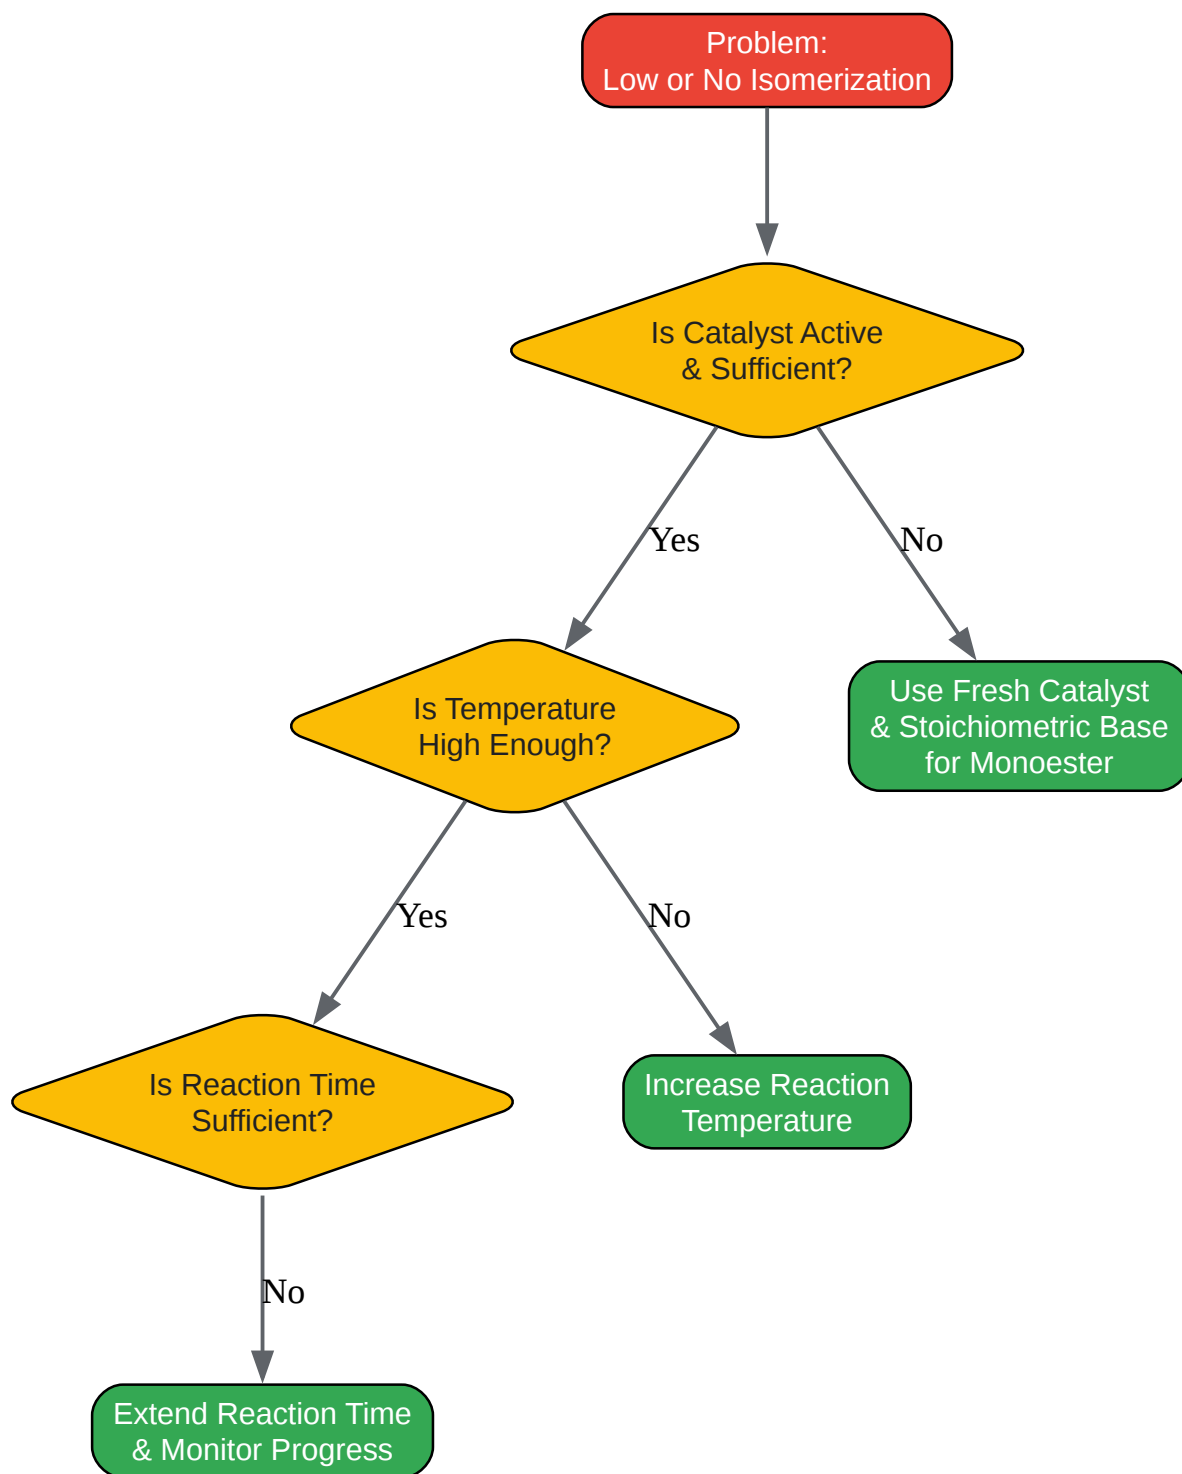 Problem:
Low or No Isomerization
Is Catalyst Active
& Sufficient?
Yes
No
Is Temperature
High Enough?
Use Fresh Catalyst
& Stoichiometric Base
for Monoester
Yes
No
Is Reaction Time
Sufficient?
Increase Reaction
Temperature
No
Extend Reaction Time
& Monitor Progress